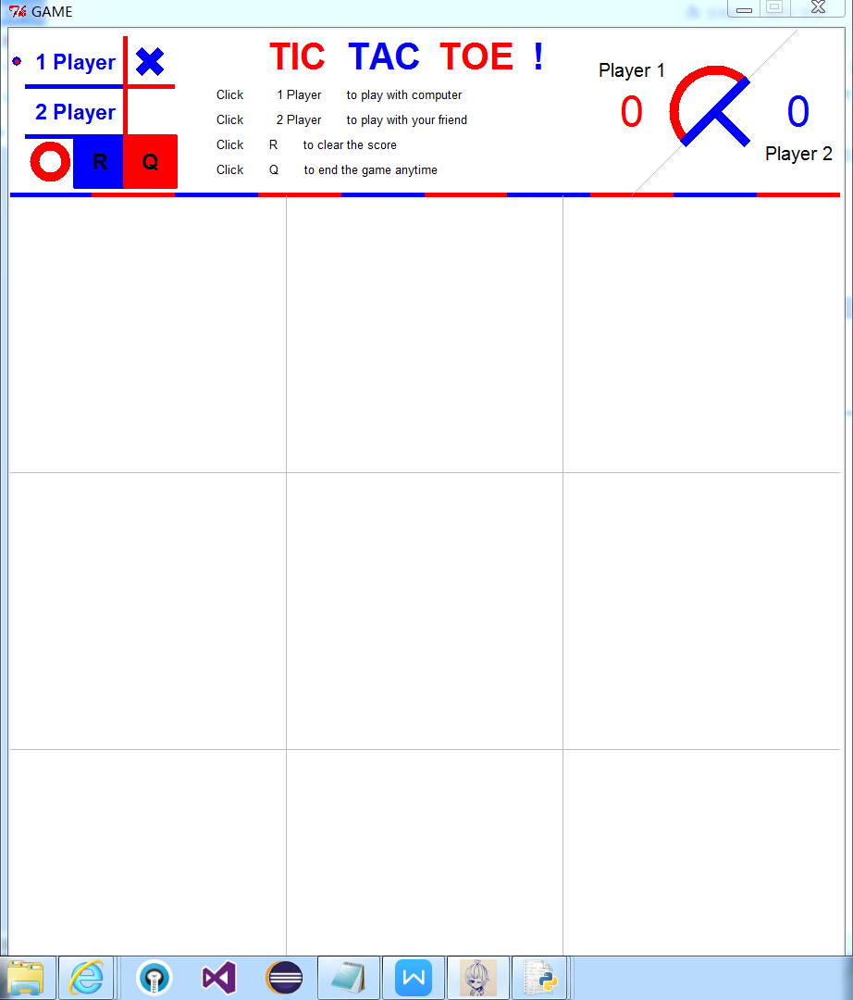 GAME
1 Player
2 Player
R Q
TIC TAC TOE !
Click 1 Player to play with computer
Click 2 Player to play with your friend
Click R to clear the score
Click Q to end the game anytime
Player 1
0 0
Player 2